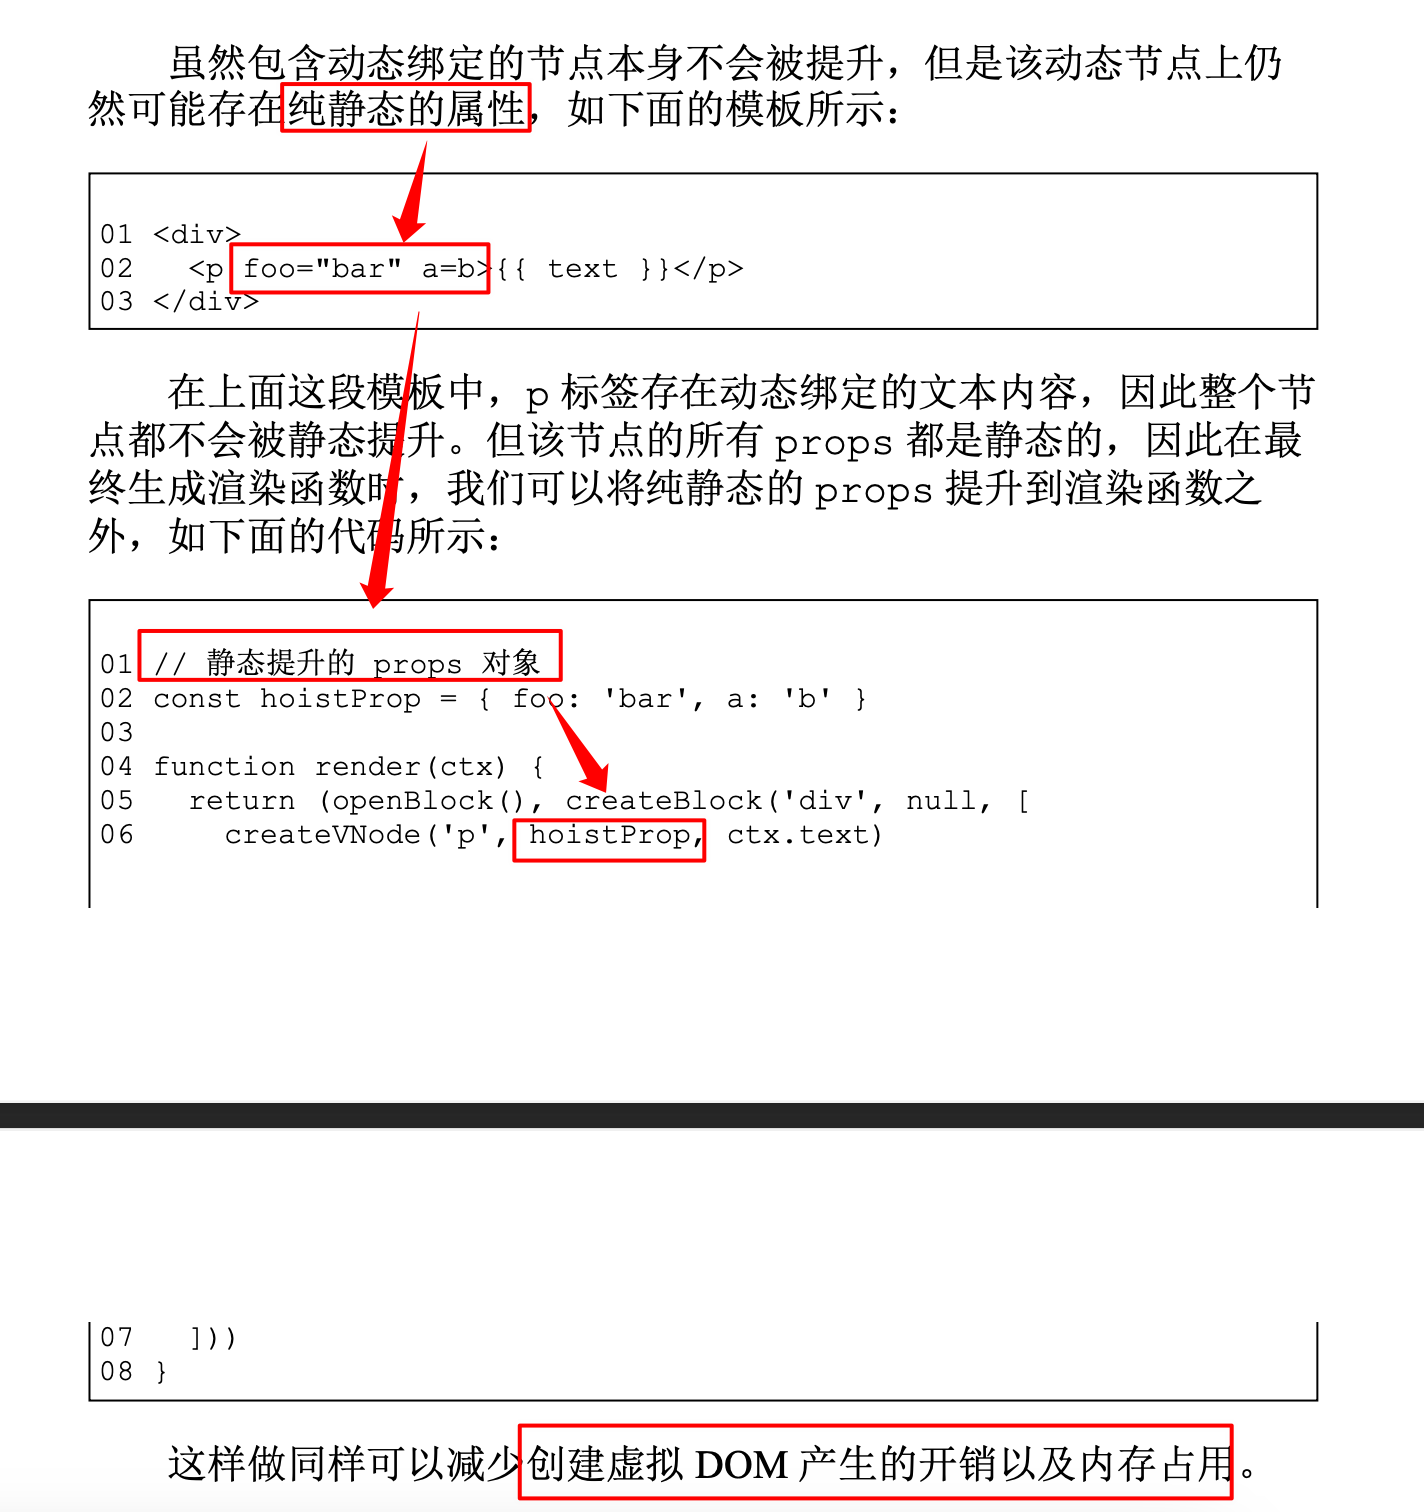 虽然包含动态绑定的节点本身不会被提升，但是该动态节点上仍
然可能存在纯静态的属性，如下面的模板所示：
01 <div>
02   <p foo="bar" a=b>{{ text }}</p>
03 </div>
在上面这段模板中，p 标签存在动态绑定的文本内容，因此整个节
点都不会被静态提升。但该节点的所有 props 都是静态的，因此在最
终生成渲染函数时，我们可以将纯静态的 props 提升到渲染函数之
外，如下面的代码所示：
01 // 静态提升的 props 对象
02 const hoistProp = { foo: 'bar', a: 'b' }
03
04 function render(ctx) {
05   return (openBlock(), createBlock('div', null, [
06     createVNode('p', hoistProp, ctx.text)
07   ]))
08 }
这样做同样可以减少创建虚拟 DOM 产生的开销以及内存占用。